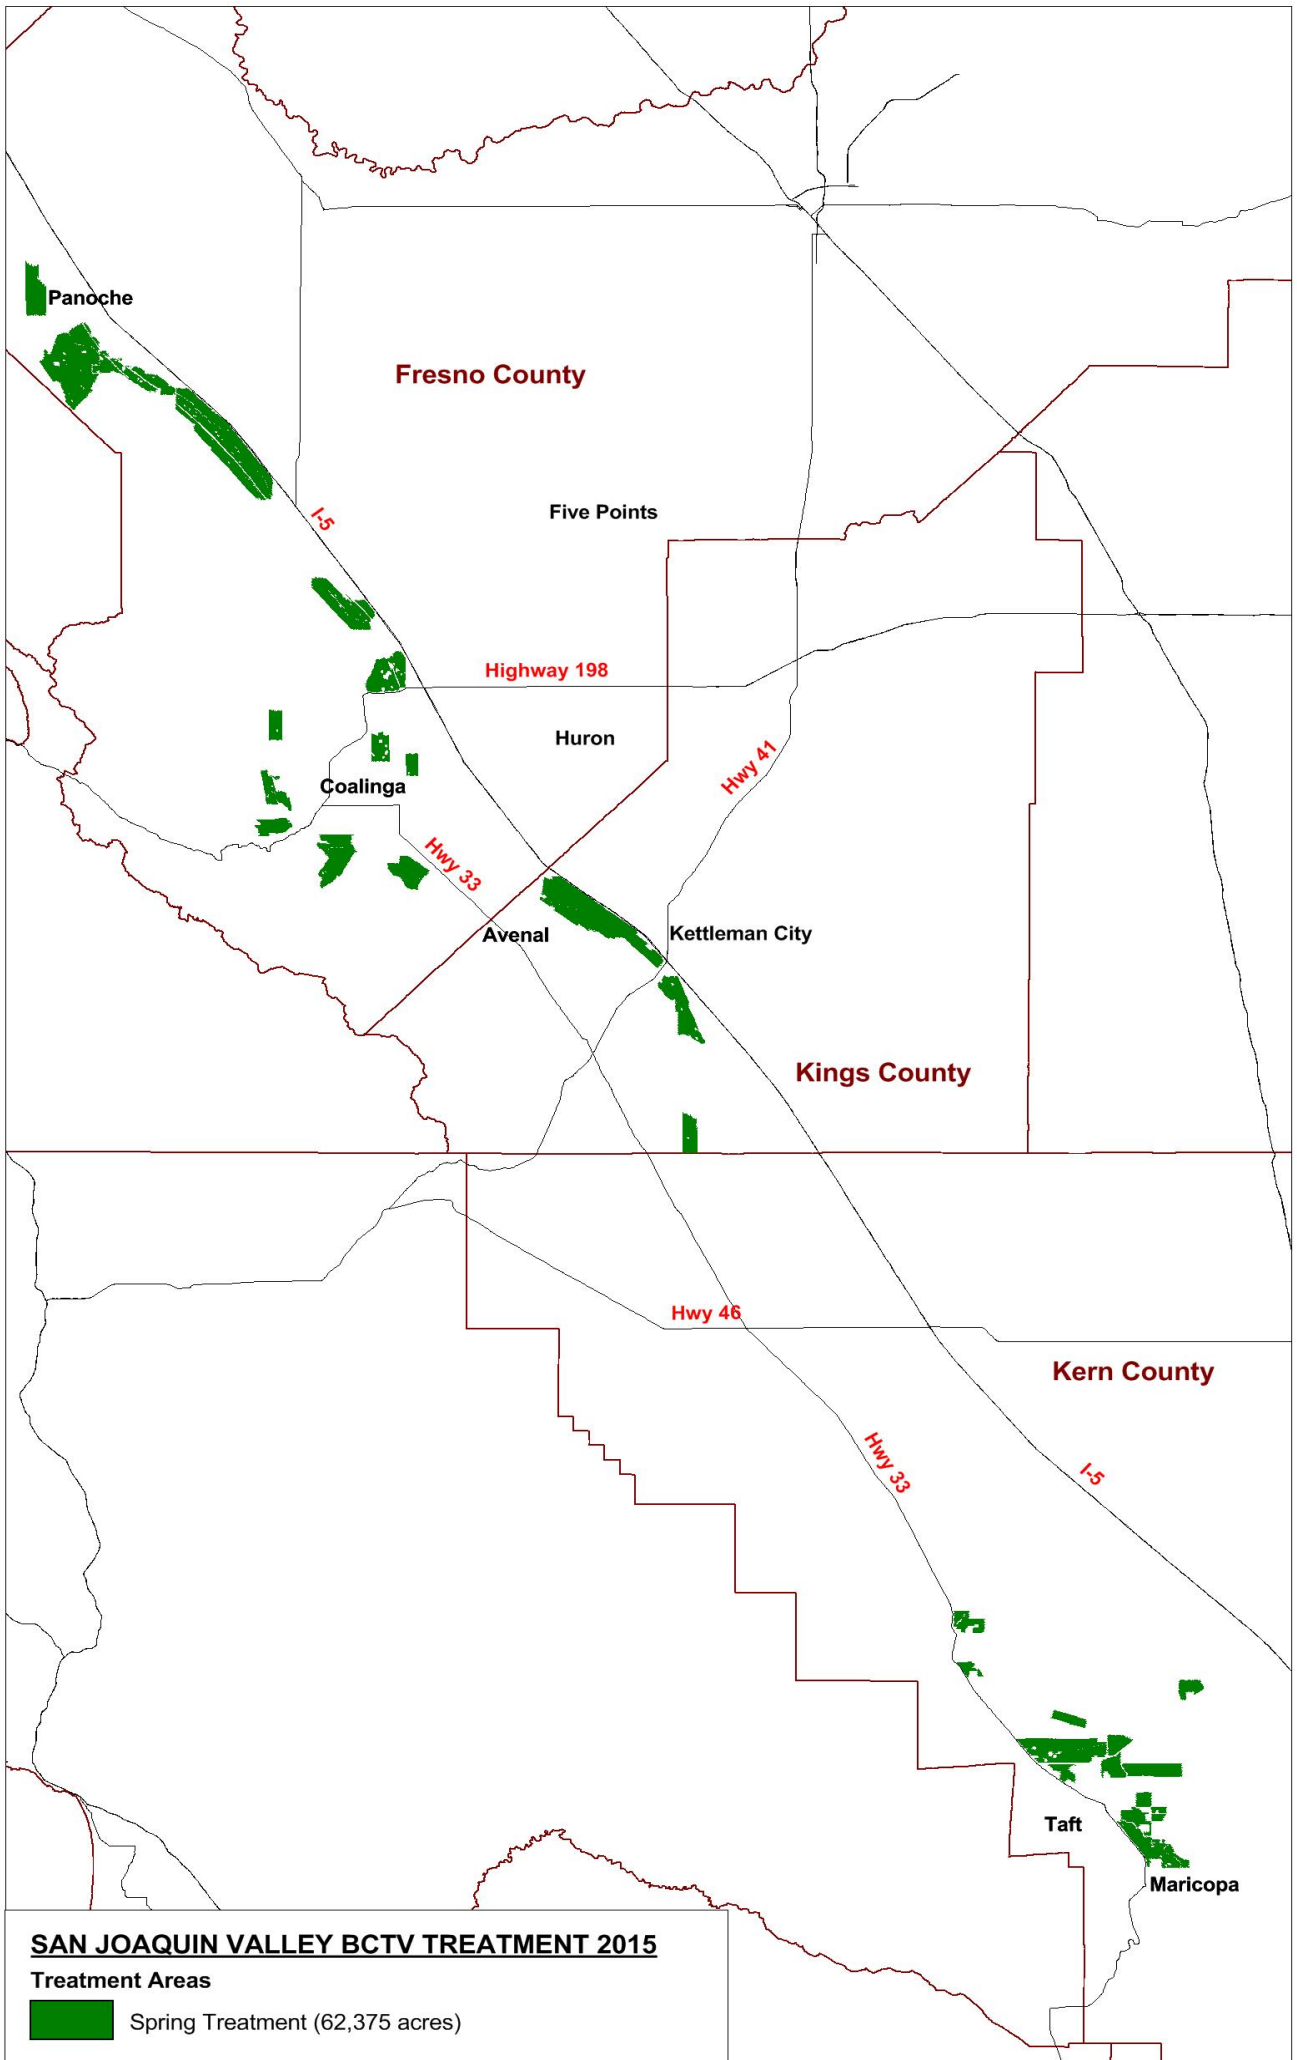 Panoche
Fresno County
Five Points
I-5
Highway 198
Huron
Hwy 41
Coalinga
Hwy 33
Avenal
Kettleman City
Kings County
Hwy 46
Kern County
Hwy 33
I-5
Taft
Maricopa
SAN JOAQUIN VALLEY BCTV TREATMENT 2015
Treatment Areas
Spring Treatment (62,375 acres)